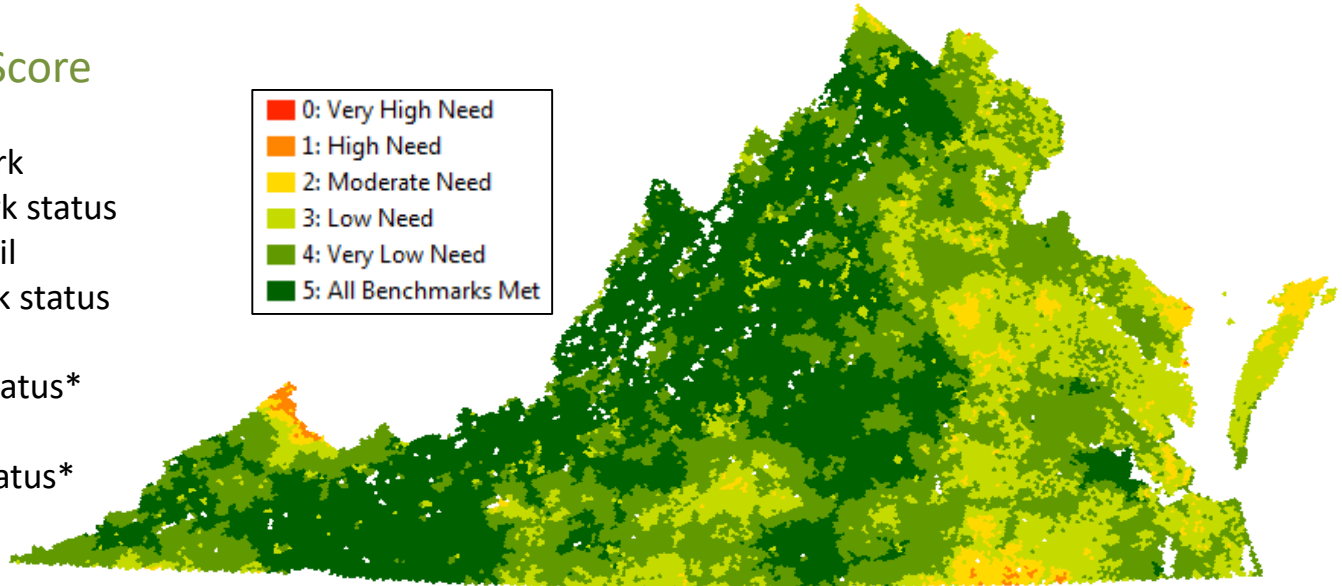 Score
rk
rk status
il
k status
atus*
atus*
0: Very High Need
1: High Need
2: Moderate Need
3: Low Need
4: Very Low Need
5: All Benchmarks Met